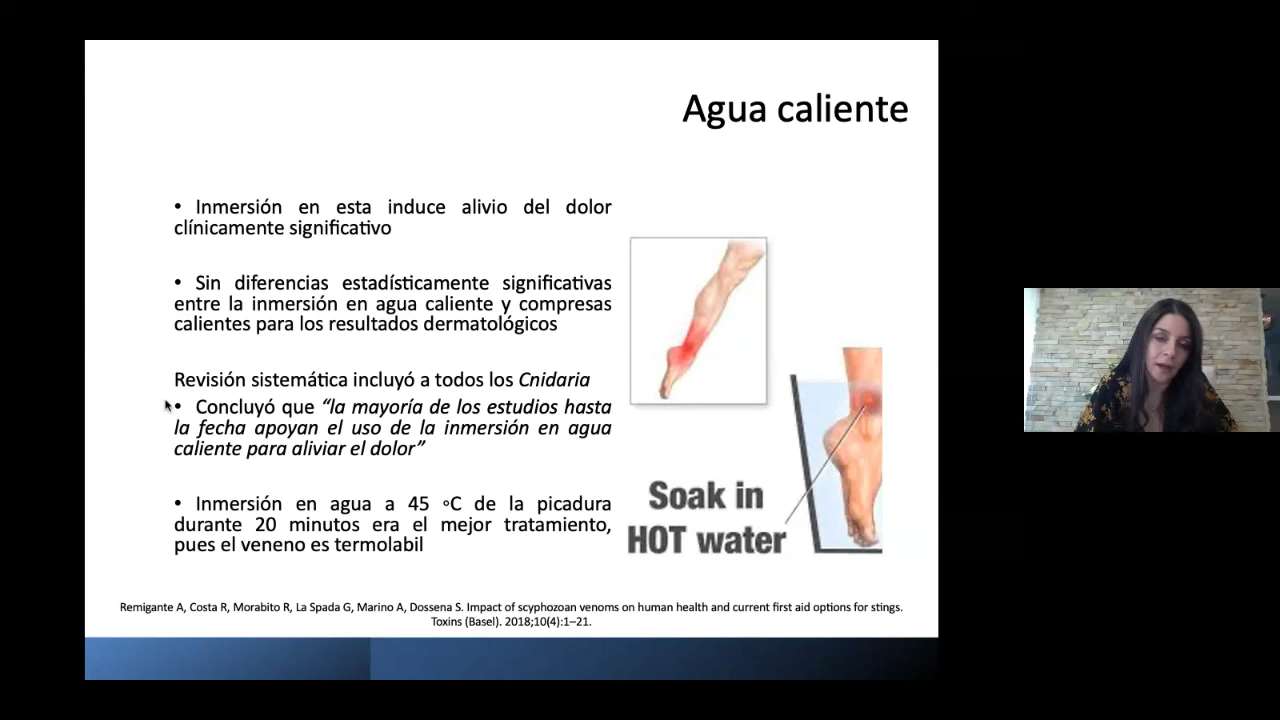 Agua caliente
• Inmersión en esta induce alivio del dolor
clínicamente significativo
• Sin diferencias estadísticamente significativas
entre la inmersión en agua caliente y compresas
calientes para los resultados dermatológicos
Revisión sistemática incluyó a todos los Cnidaria
• Concluyó que “la mayoría de los estudios hasta
la fecha apoyan el uso de la inmersión en agua
caliente para aliviar el dolor”
• Inmersión en agua a 45 ºC de la picadura
durante 20 minutos era el mejor tratamiento,
pues el veneno es termolabil
Soak in
HOT water
Remigante A, Costa R, Morabito R, La Spada G, Marino A, Dossena S. Impact of scyphozoan venoms on human health and current first aid options for stings.
Toxins (Basel). 2018;10(4):1–21.